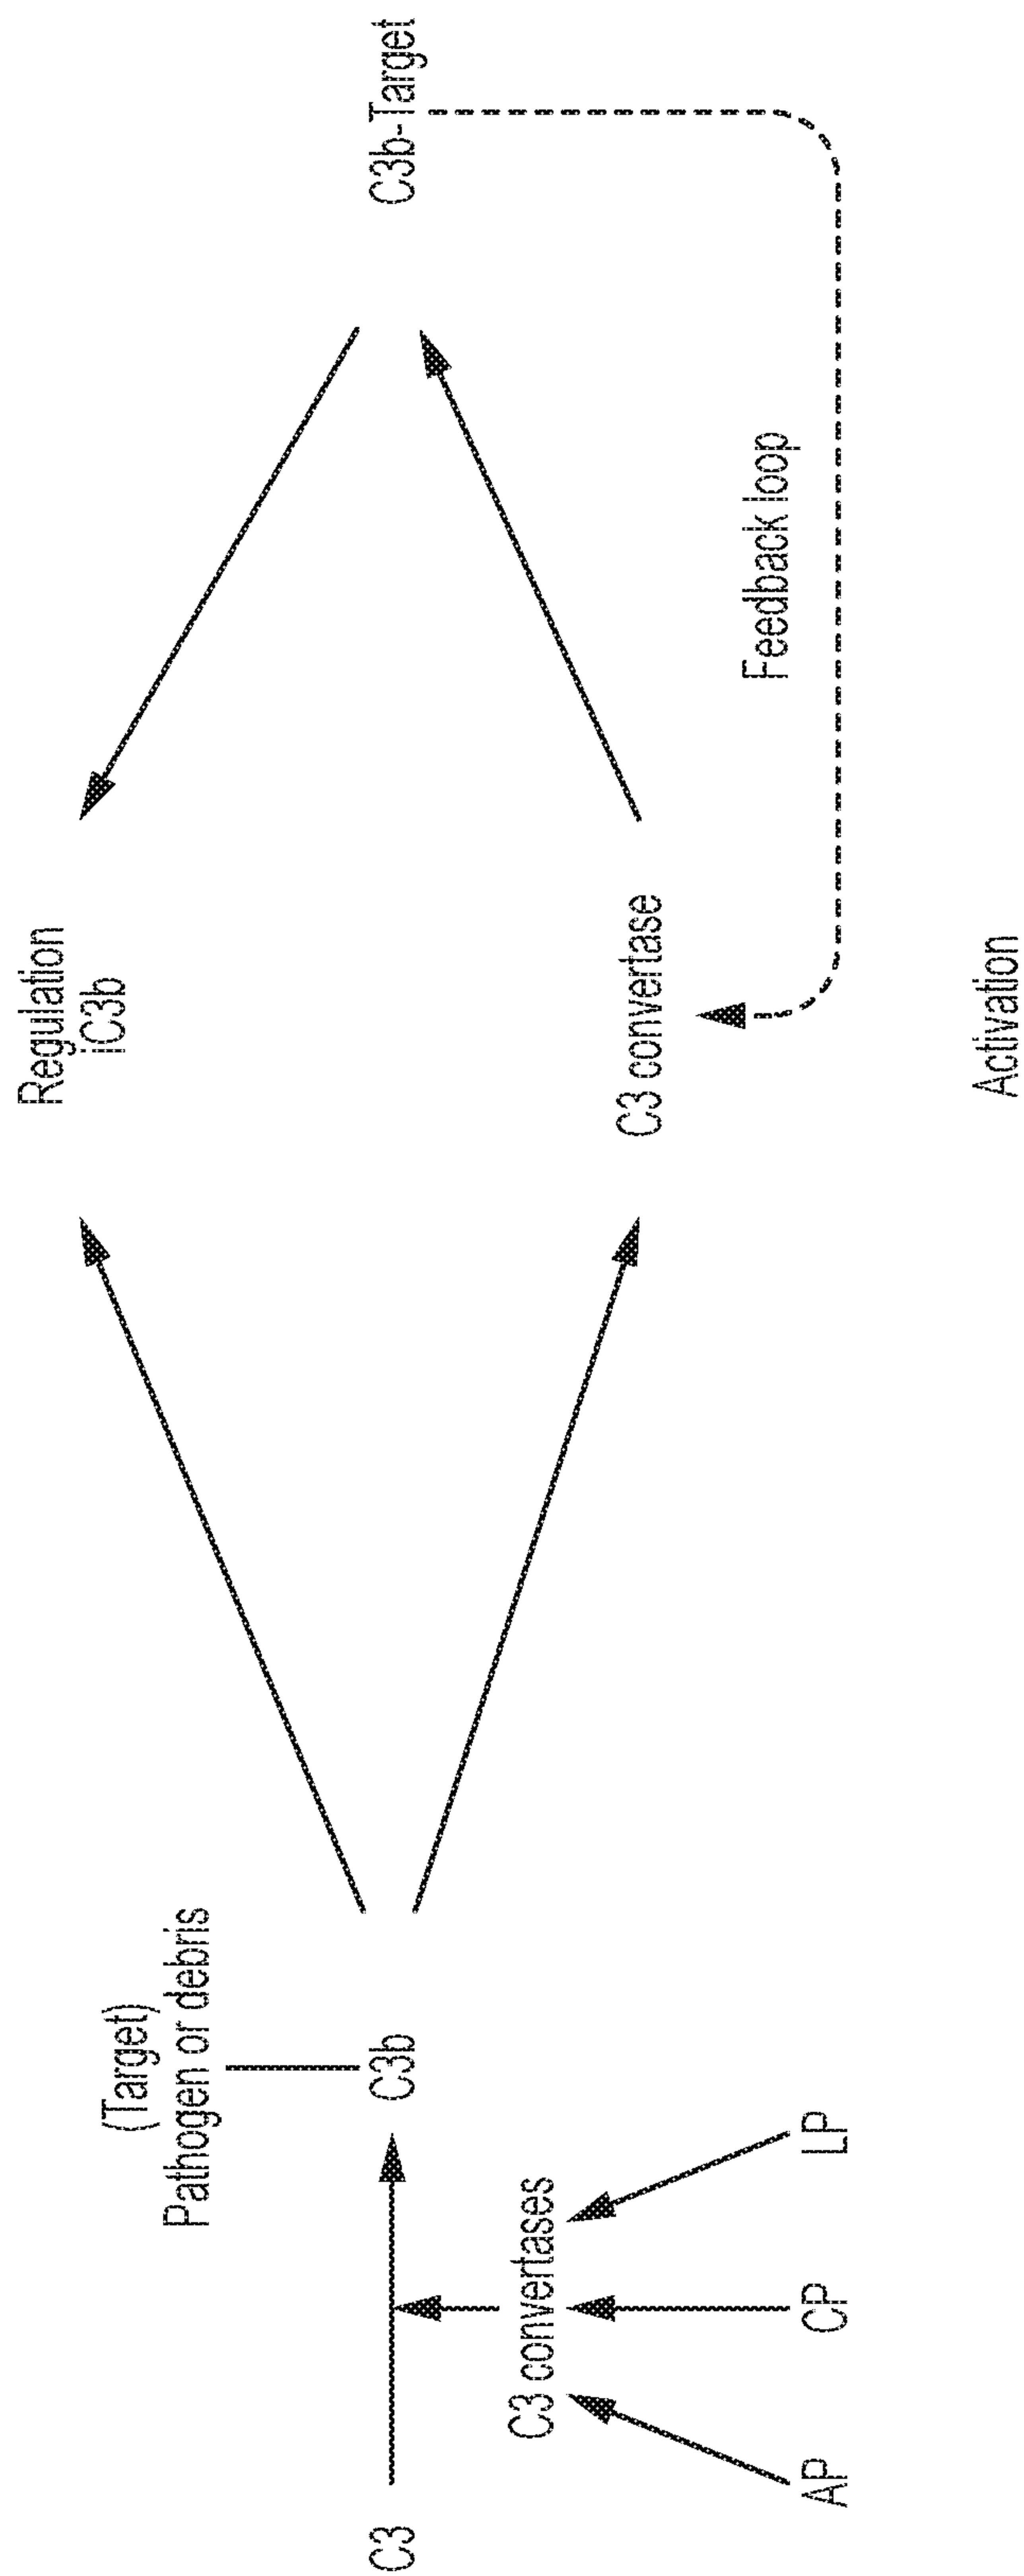 Regulation
iC3b
(Target)
Pathogen or debris
C3
C3b
C3b-Target
C3 convertases
C3 convertase
Feedback loop
AP
CP
LP
Activation